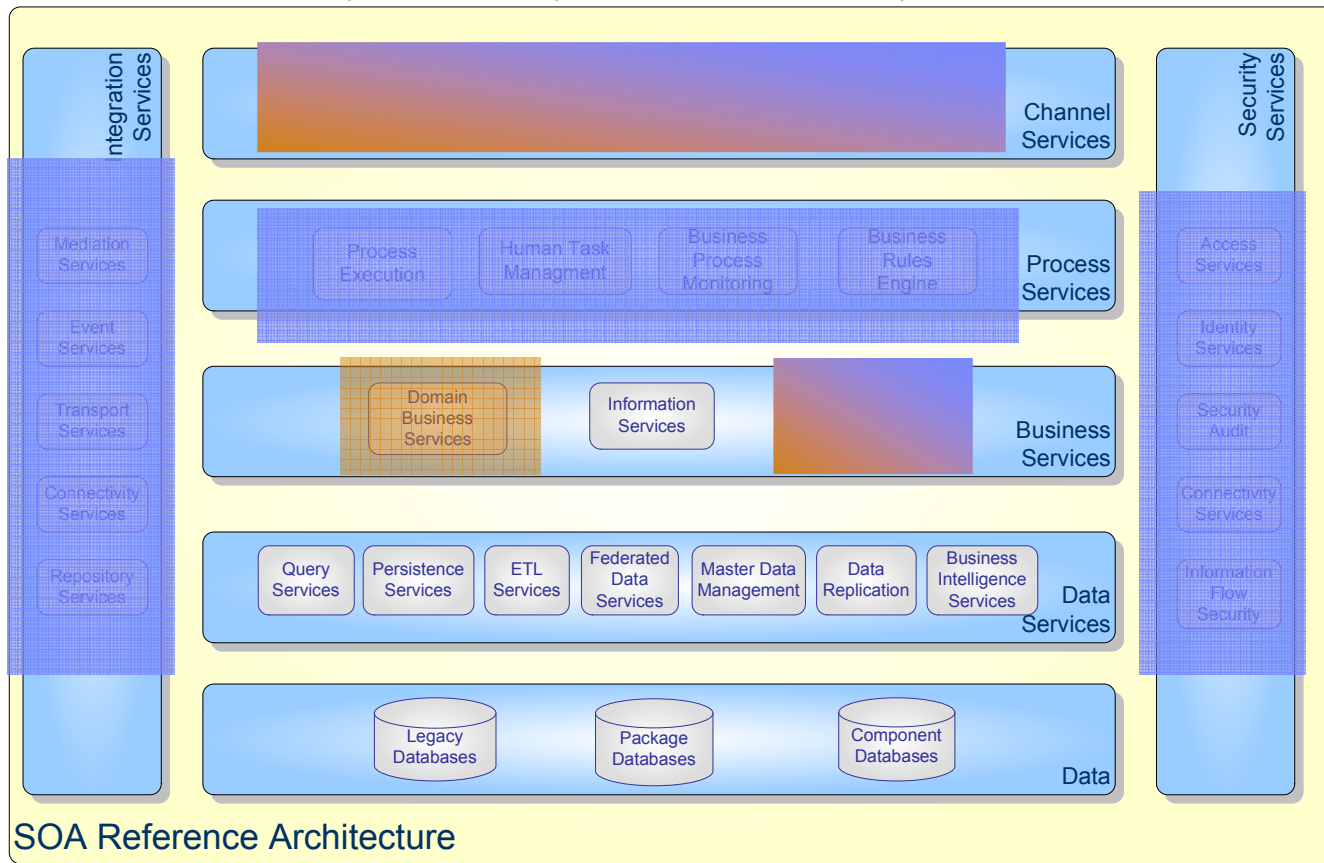 Integration
Services
Mediation
Services
Event
Services
Transport
Services
Connectivity
Services
Repository
Services
Channel
Services
Process
Execution
Human Task
Managment
Business
Process
Monitoring
Business
Rules
Engine
Process
Services
Domain
Business
Services
Information
Services
Business
Services
Query
Services
Persistence
Services
ETL
Services
Federated
Data
Services
Master Data
Management
Data
Replication
Business
Intelligence
Services
Data
Services
Legacy
Databases
Package
Databases
Component
Databases
Data
Security
Services
Access
Services
Identity
Services
Security
Audit
Connectivity
Services
Information
Flow
Security
SOA Reference Architecture